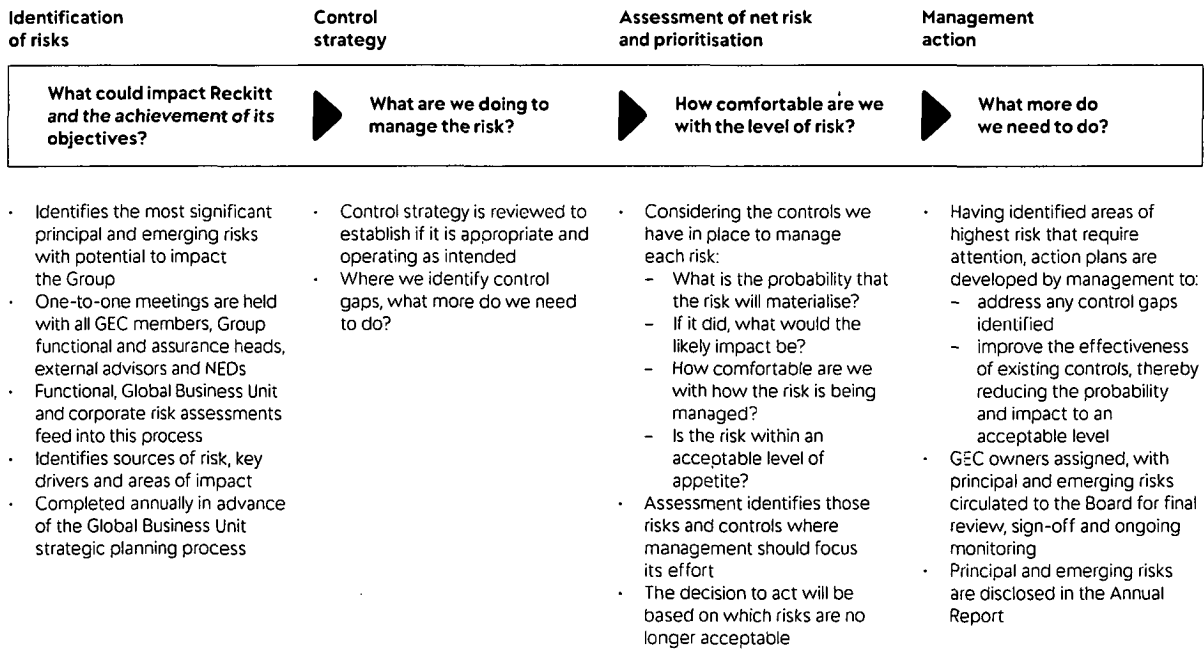 Identification
of risks
Control
strategy
Assessment of net risk
and prioritisation
Management
action
What could impact Reckitt
and the achievement of its
objectives?
What are we doing to
manage the risk?
How comfortable are we
with the level of risk?
What more do
we need to do?
· Identifies the most significant
principal and emerging risks
with potential to impact
the Group
· One-to-one meetings are held
with all GEC members, Group
functional and assurance heads,
external advisors and NEDs
· Functional, Global Business Unit
and corporate risk assessments
feed into this process
· Identifies sources of risk, key
drivers and areas of impact
· Completed annually in advance
of the Global Business Unit
strategic planning process
· Control strategy is reviewed to
establish if it is appropriate and
operating as intended
· Where we identify control
gaps, what more do we need
to do?
· Considering the controls we
have in place to manage
each risk:
– What is the probability that
the risk will materialise?
– If it did, what would the
likely impact be?
– How comfortable are we
with how the risk is being
managed?
– Is the risk within an
acceptable level of
appetite?
· Assessment identifies those
risks and controls where
management should focus
its effort
· The decision to act will be
based on which risks are no
longer acceptable
· Having identified areas of
highest risk that require
attention, action plans are
developed by management to:
– address any control gaps
identified
– improve the effectiveness
of existing controls, thereby
reducing the probability
and impact to an
acceptable level
· GEC owners assigned, with
principal and emerging risks
circulated to the Board for final
review, sign-off and ongoing
monitoring
· Principal and emerging risks
are disclosed in the Annual
Report